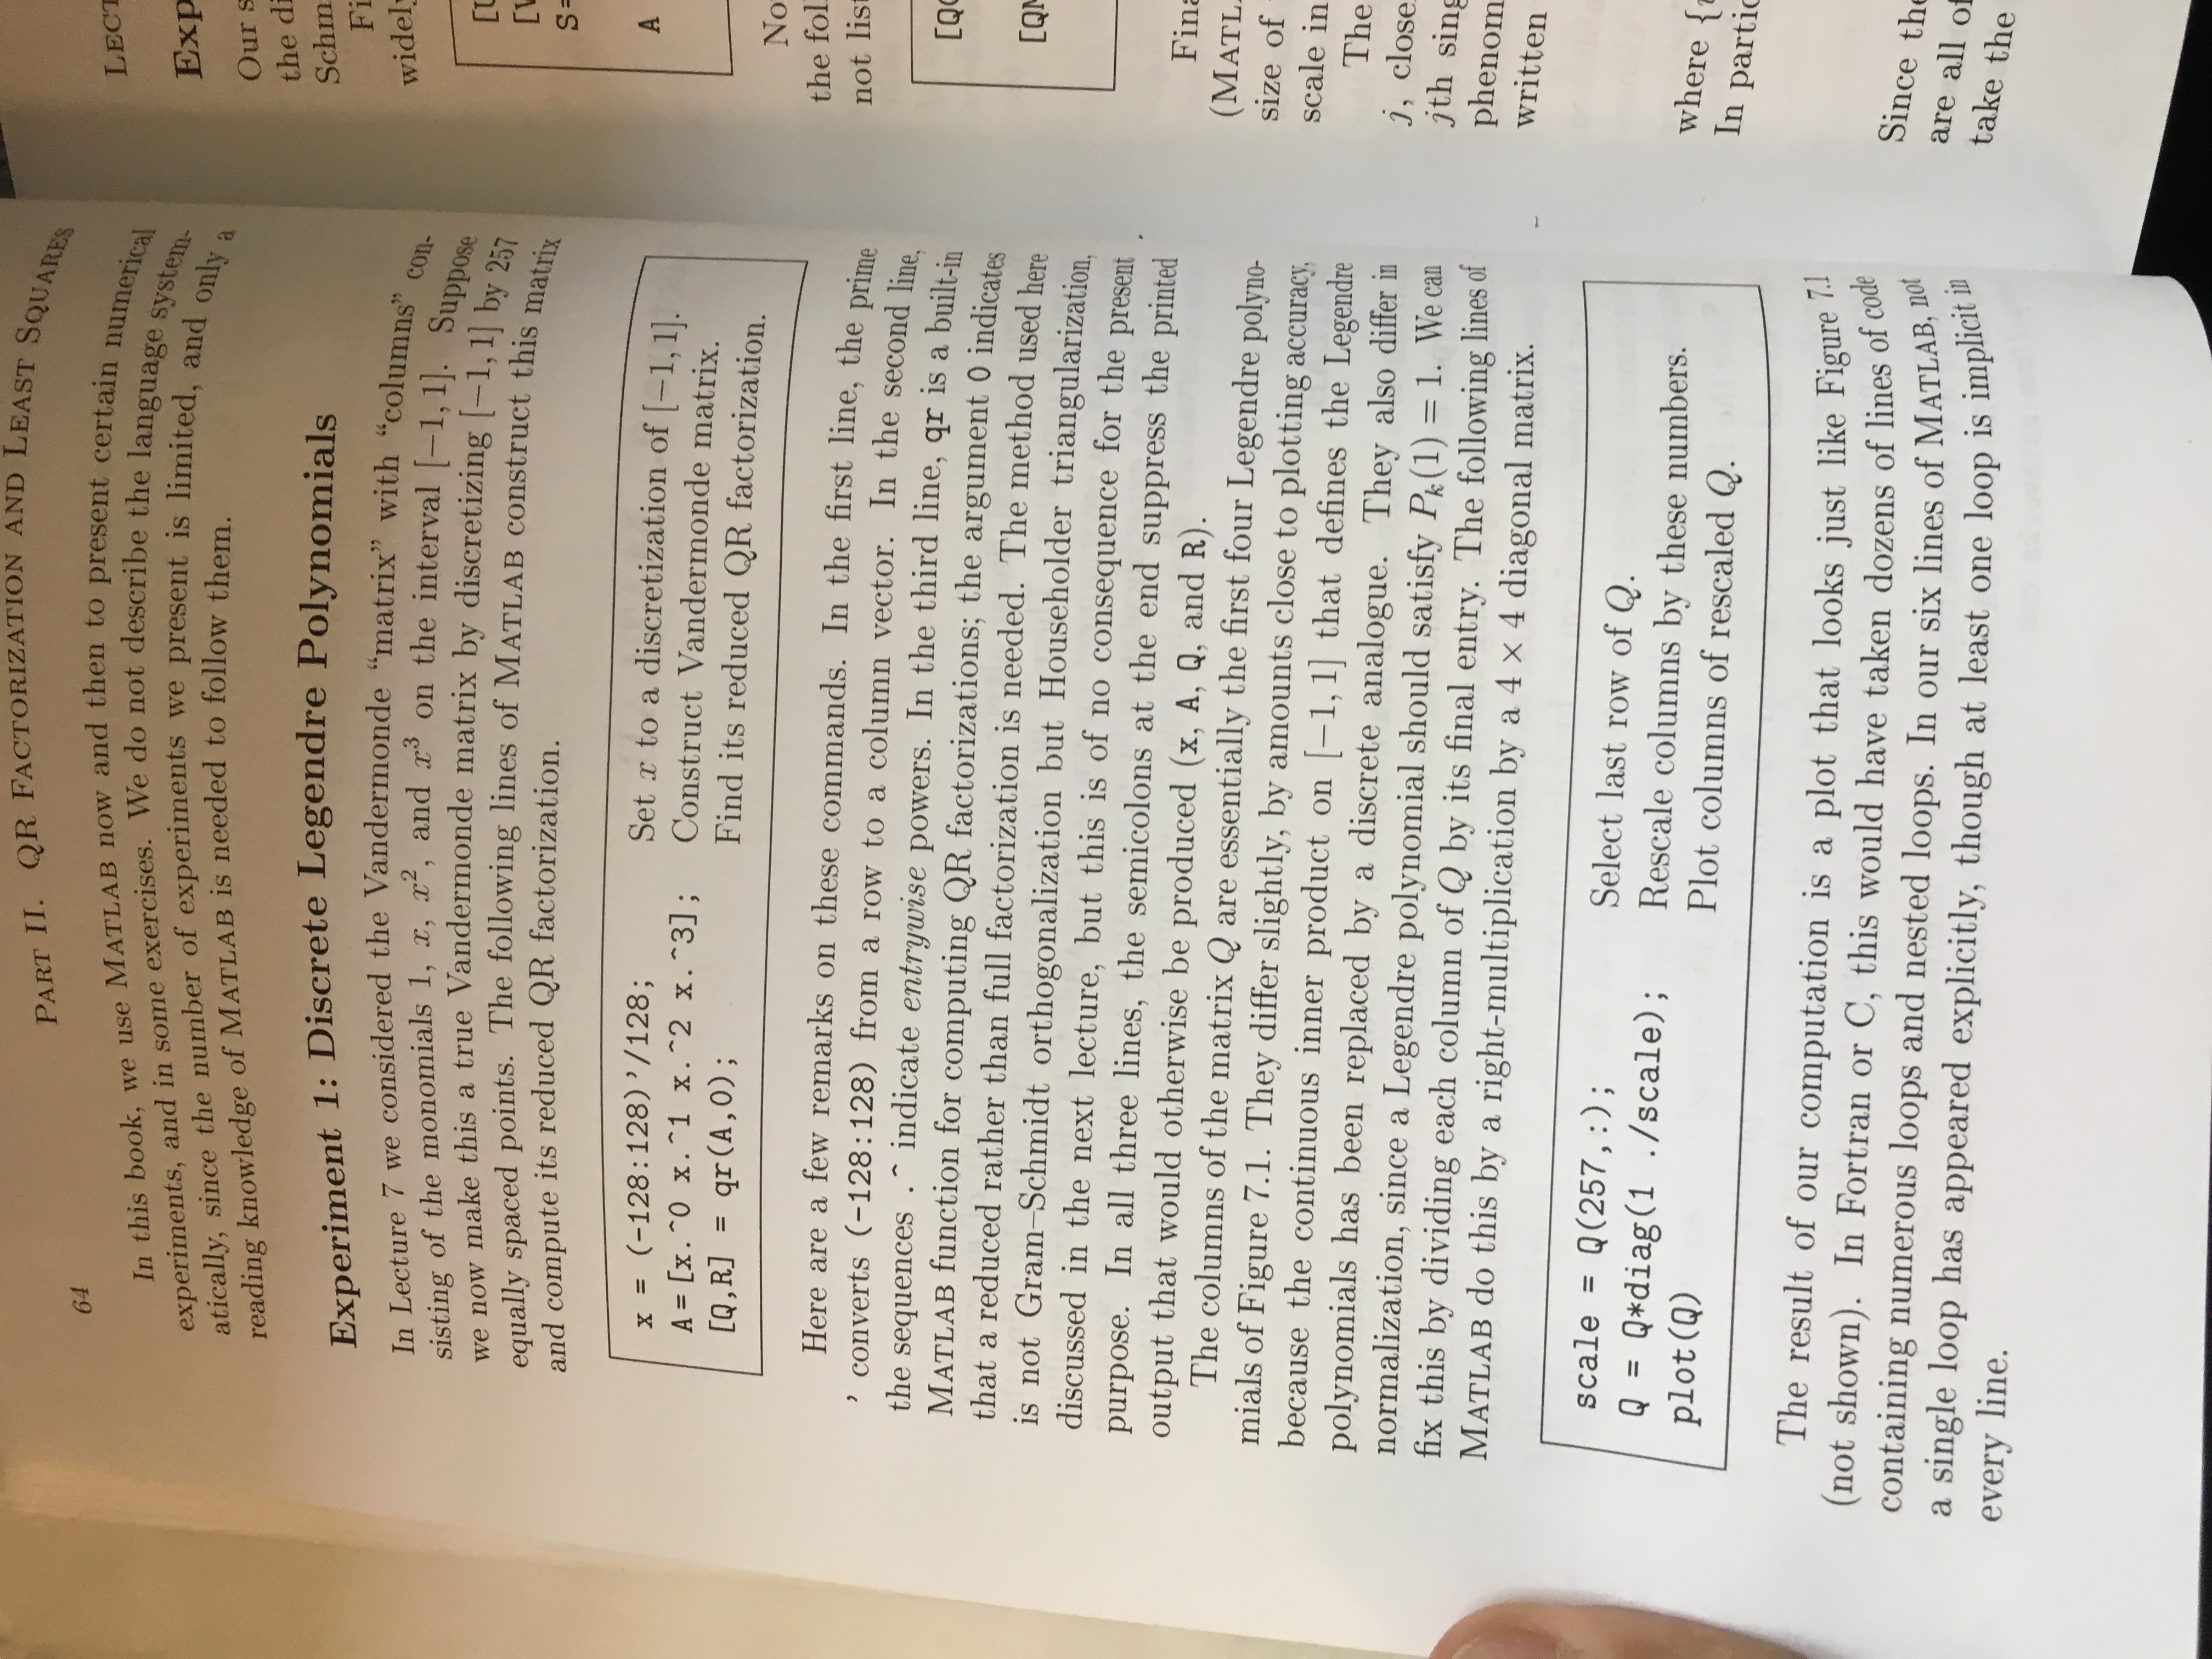 64
PART II. QR FACTORIZATION AND LEAST SQUARES
In this book, we use MATLAB now and then to present certain numerical
experiments, and in some exercises. We do not describe the language system-
atically, since the number of experiments we present is limited, and only a
reading knowledge of MATLAB is needed to follow them.
Experiment 1: Discrete Legendre Polynomials
In Lecture 7 we considered the Vandermonde “matrix” with “columns” con-
sisting of the monomials 1, x, x², and x³ on the interval [−1, 1]. Suppose
we now make this a true Vandermonde matrix by discretizing [−1, 1] by 257
equally spaced points. The following lines of MATLAB construct this matrix
and compute its reduced QR factorization.
x = (-128:128)’/128; Set x to a discretization of [−1, 1].
A = [x.^0 x.^1 x.^2 x.^3]; Construct Vandermonde matrix.
[Q,R] = qr(A,0); Find its reduced QR factorization.
Here are a few remarks on these commands. In the first line, the prime
’ converts (-128:128) from a row to a column vector. In the second line,
the sequences .^ indicate entrywise powers. In the third line, qr is a built-in
MATLAB function for computing QR factorizations; the argument 0 indicates
that a reduced rather than full factorization is needed. The method used here
is not Gram–Schmidt orthogonalization but Householder triangularization,
discussed in the next lecture, but this is of no consequence for the present
purpose. In all three lines, the semicolons at the end suppress the printed
output that would otherwise be produced (x, A, Q, and R).
The columns of the matrix Q are essentially the first four Legendre polyno-
mials of Figure 7.1. They differ slightly, by amounts close to plotting accuracy,
because the continuous inner product on [−1, 1] that defines the Legendre
polynomials has been replaced by a discrete analogue. They also differ in
normalization, since a Legendre polynomial should satisfy Pₖ(1) = 1. We can
fix this by dividing each column of Q by its final entry. The following lines of
MATLAB do this by a right-multiplication by a 4 × 4 diagonal matrix.
scale = Q(257,:); Select last row of Q.
Q = Q*diag(1 ./scale); Rescale columns by these numbers.
plot(Q) Plot columns of rescaled Q.
The result of our computation is a plot that looks just like Figure 7.1
(not shown). In Fortran or C, this would have taken dozens of lines of code
containing numerous loops and nested loops. In our six lines of MATLAB, not
a single loop has appeared explicitly, though at least one loop is implicit in
every line.
Our
the
Schm
Fi
widely
S=
A
No
the fol
not list
(MATL
size of
scale in
The
j, close
jth sing
phenom
written
where
In partic
Since the
are all of
take the